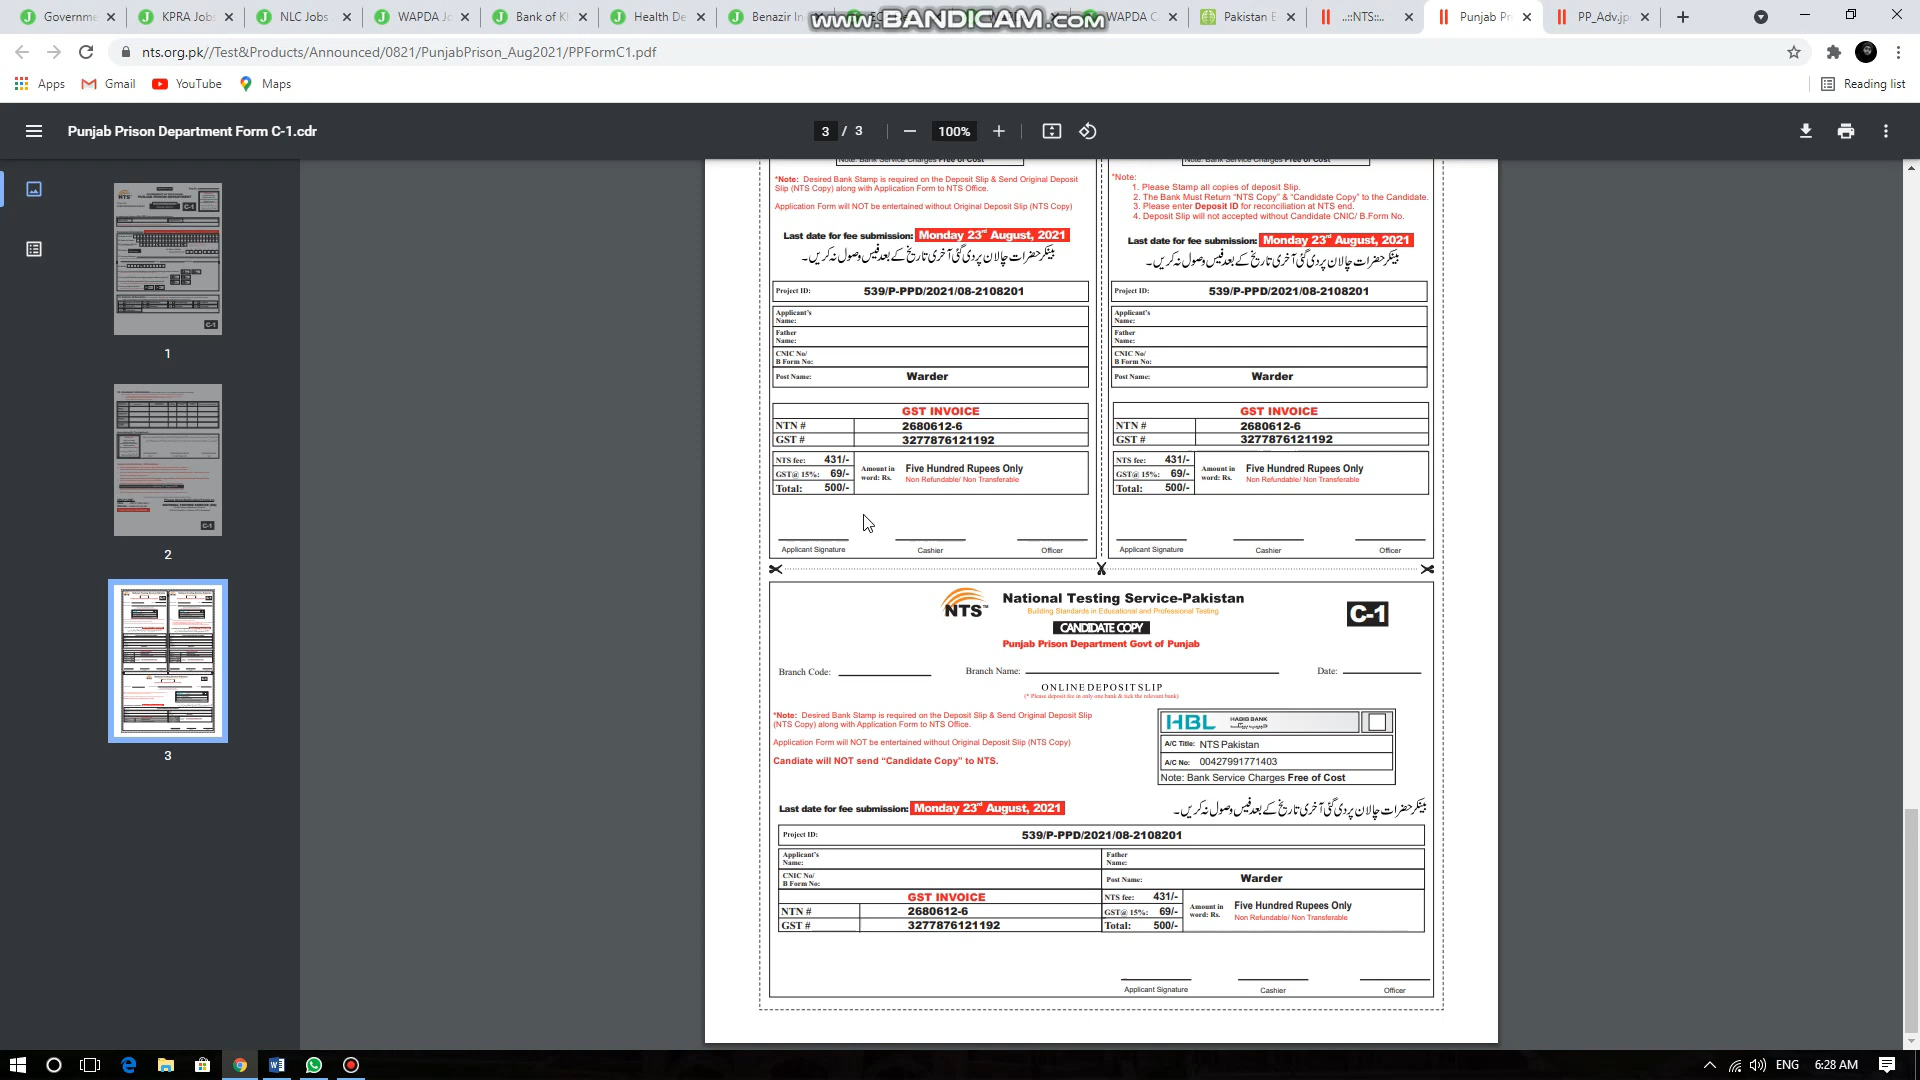 Governme
KPRA Job
NLC Jobs
WAPDA Jo
Bank of K
Health De
Benazir In
www.BANDICAM.com
WAPDA C
Pakistan E
..::NTS::..
Punjab Pr
PP_Adv.jp
nts.org.pk//Test&Products/Announced/0821/PunjabPrison_Aug2021/PPFormC1.pdf
Apps
Gmail
YouTube
Maps
Reading list
Punjab Prison Department Form C-1.cdr
3 / 3
100%
1
2
3
Note: Bank Service Charges Free of Cost
*Note: Desired Bank Stamp is required on the Deposit Slip & Send Original Deposit
Slip (NTS Copy) along with Application Form to NTS Office.
Application Form will NOT be entertained without Original Deposit Slip (NTS Copy)
Last date for fee submission: Monday 23rd August, 2021
بینکر حضرات چالان پر دی گئی آخری تاریخ کے بعد فیس وصول نہ کریں۔
Project ID: 539/P-PPD/2021/08-2108201
Applicant's
Name:
Father
Name:
CNIC No/
B Form No:
Post Name: Warder
GST INVOICE
NTN # 2680612-6
GST # 3277876121192
NTS fee: 431/-
GST@ 15%: 69/-
Total: 500/-
Amount in
word: Rs.
Five Hundred Rupees Only
Non Refundable/ Non Transferable
Applicant Signature
Cashier
Officer
Note: Bank Service Charges Free of Cost
*Note:
1. Please Stamp all copies of deposit Slip.
2. The Bank Must Return "NTS Copy" & "Candidate Copy" to the Candidate.
3. Please enter Deposit ID for reconciliation at NTS end.
4. Deposit Slip will not accepted without Candidate CNIC/ B.Form No.
Last date for fee submission: Monday 23rd August, 2021
بینکر حضرات چالان پر دی گئی آخری تاریخ کے بعد فیس وصول نہ کریں۔
Project ID: 539/P-PPD/2021/08-2108201
Applicant's
Name:
Father
Name:
CNIC No/
B Form No:
Post Name: Warder
GST INVOICE
NTN # 2680612-6
GST # 3277876121192
NTS fee: 431/-
GST@ 15%: 69/-
Total: 500/-
Amount in
word: Rs.
Five Hundred Rupees Only
Non Refundable/ Non Transferable
Applicant Signature
Cashier
Officer
NTS™
National Testing Service-Pakistan
Building Standards in Educational and Professional Testing
CANDIDATE COPY
Punjab Prison Department Govt of Punjab
C-1
Branch Code:
Branch Name:
Date:
ONLINE DEPOSIT SLIP
(* Please deposit fee in only one bank & tick the relevant bank)
*Note: Desired Bank Stamp is required on the Deposit Slip & Send Original Deposit Slip
(NTS Copy) along with Application Form to NTS Office.
Application Form will NOT be entertained without Original Deposit Slip (NTS Copy)
Candiate will NOT send "Candidate Copy" to NTS.
HBL HABIB BANK
A/C Title: NTS Pakistan
A/C No: 00427991771403
Note: Bank Service Charges Free of Cost
Last date for fee submission: Monday 23rd August, 2021
بینکر حضرات چالان پر دی گئی آخری تاریخ کے بعد فیس وصول نہ کریں۔
Project ID: 539/P-PPD/2021/08-2108201
Applicant's
Name:
Father
Name:
CNIC No/
B Form No:
Post Name: Warder
GST INVOICE
NTN # 2680612-6
GST # 3277876121192
NTS fee: 431/-
GST@ 15%: 69/-
Total: 500/-
Amount in
word: Rs.
Five Hundred Rupees Only
Non Refundable/ Non Transferable
Applicant Signature
Cashier
Officer
ENG
6:28 AM